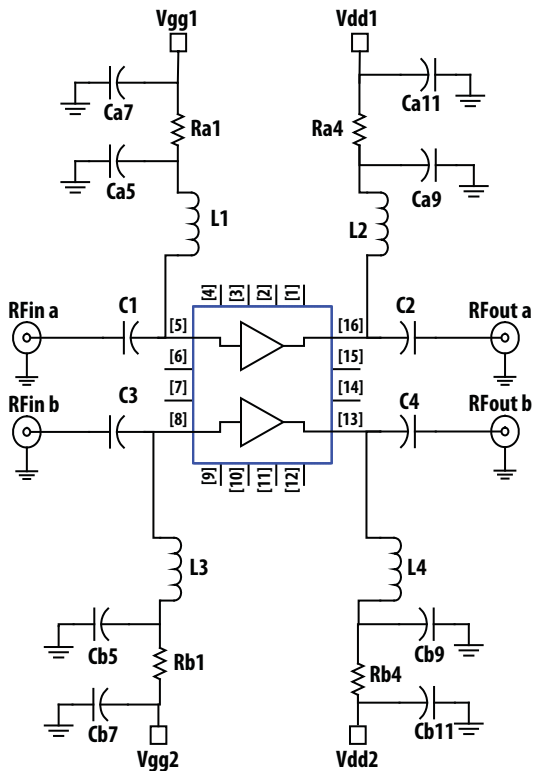 Vgg1
Vdd1
Ca7
Ca11
Ra1
Ra4
Ca5
Ca9
L1
L2
[4]
[3]
[2]
[1]
RFin a
C1
[5]
[16]
C2
RFout a
[6]
[15]
[7]
[14]
RFin b
C3
[8]
[13]
C4
RFout b
[9]
[10]
[11]
[12]
L3
L4
Cb5
Cb9
Rb1
Rb4
Cb7
Cb11
Vgg2
Vdd2